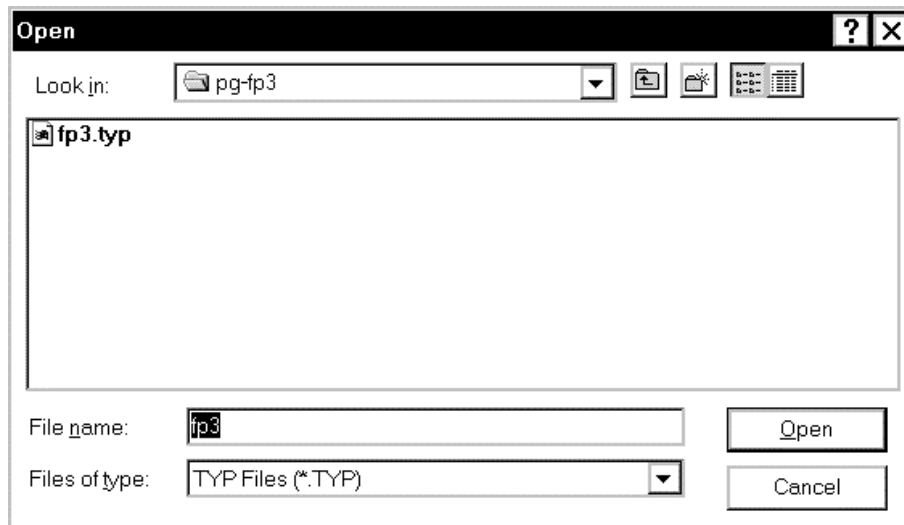 Open
Look in: pg-fp3
fp3.typ
File name: fp3 Open
Files of type: TYP Files (*.TYP) Cancel